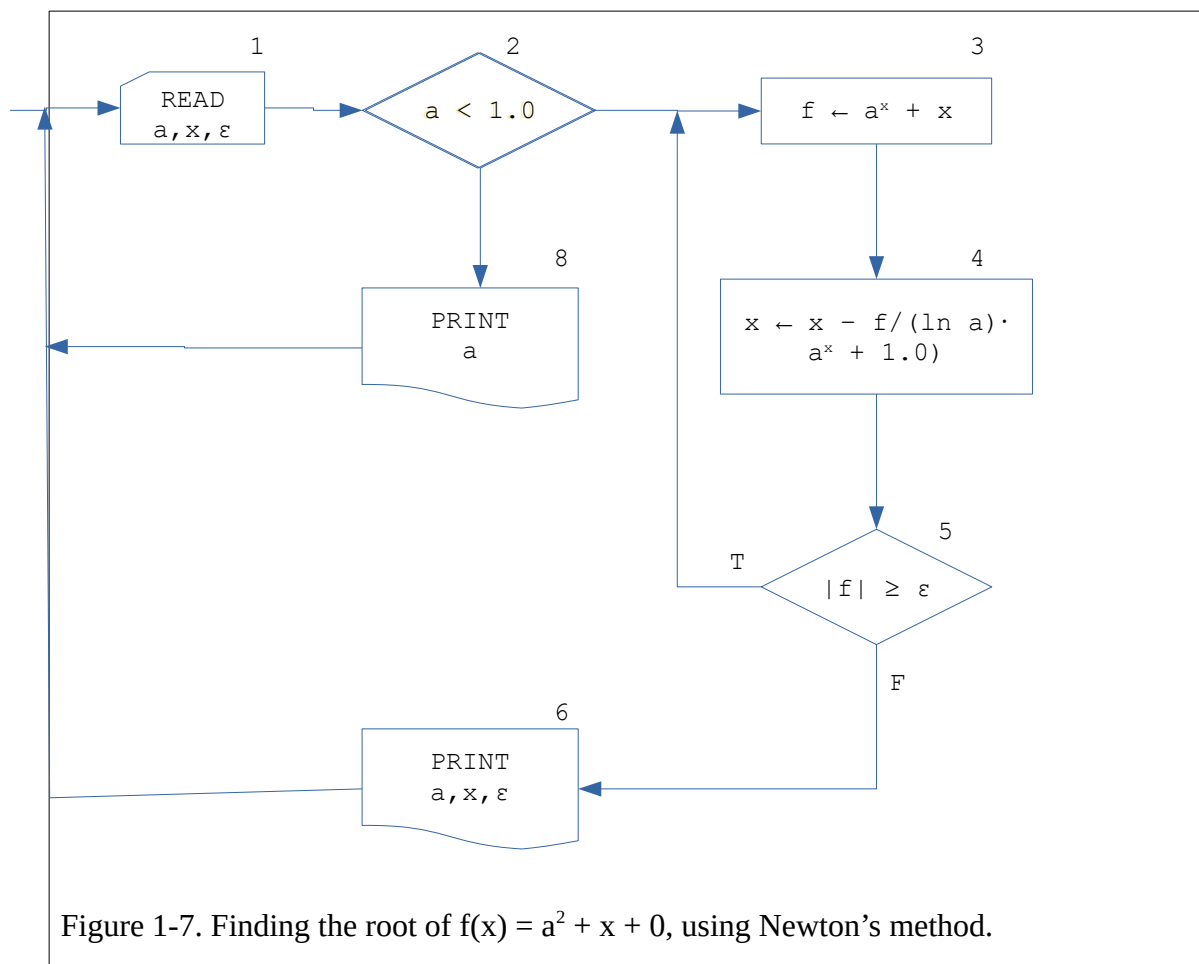 1
READ
a,x,ε
2
a < 1.0
3
f ← aˣ + x
8
PRINT
a
4
x ← x – f/(ln a)·
aˣ + 1.0)
5
T
|f| ≥ ε
F
6
PRINT
a,x,ε
Figure 1-7. Finding the root of f(x) = a² + x + 0, using Newton’s method.